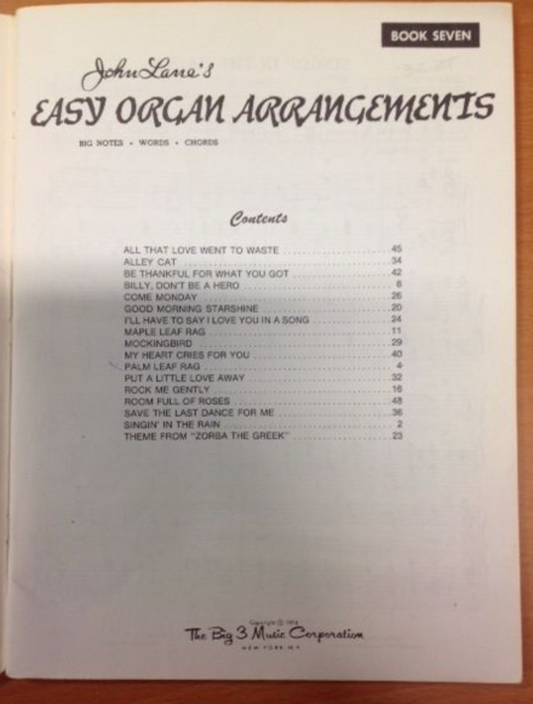 BOOK SEVEN
John Lane's
EASY ORGAN ARRANGEMENTS
BIG NOTES • WORDS • CHORDS
Contents
ALL THAT LOVE WENT TO WASTE 45
ALLEY CAT 34
BE THANKFUL FOR WHAT YOU GOT 42
BILLY, DON'T BE A HERO 8
COME MONDAY 26
GOOD MORNING STARSHINE 20
I'LL HAVE TO SAY I LOVE YOU IN A SONG 24
MAPLE LEAF RAG 11
MOCKINGBIRD 29
MY HEART CRIES FOR YOU 40
PALM LEAF RAG 4
PUT A LITTLE LOVE AWAY 32
ROCK ME GENTLY 16
ROOM FULL OF ROSES 48
SAVE THE LAST DANCE FOR ME 36
SINGIN' IN THE RAIN 2
THEME FROM "ZORBA THE GREEK" 23
Copyright © 1974
The Big 3 Music Corporation
NEW YORK N.Y.